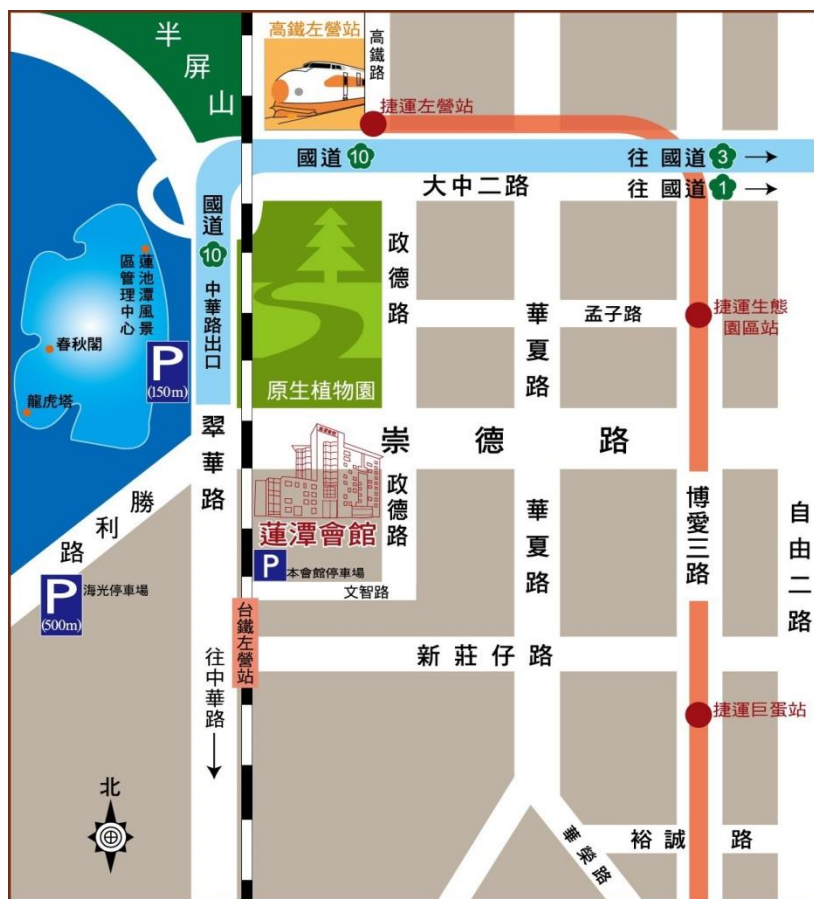 半屏山
高鐵左營站
高鐵路
捷運左營站
國道 10
往 國道 3
往 國道 1
大中二路
國道 10 中華路出口
政德路
華夏路
孟子路
捷運生態
園區站
蓮池潭風景
區管理中心
春秋閣
龍虎塔
P
(150m)
原生植物園
翠華路
崇德路
蓮潭會館
蓮潭會館
P 本會館停車場
政德路
華夏路
博愛三路
自由二路
勝利路
P
(500m)
海光停車場
文智路
台鐵左營站
新莊仔路
往中華路
捷運巨蛋站
北
華榮路
裕誠路